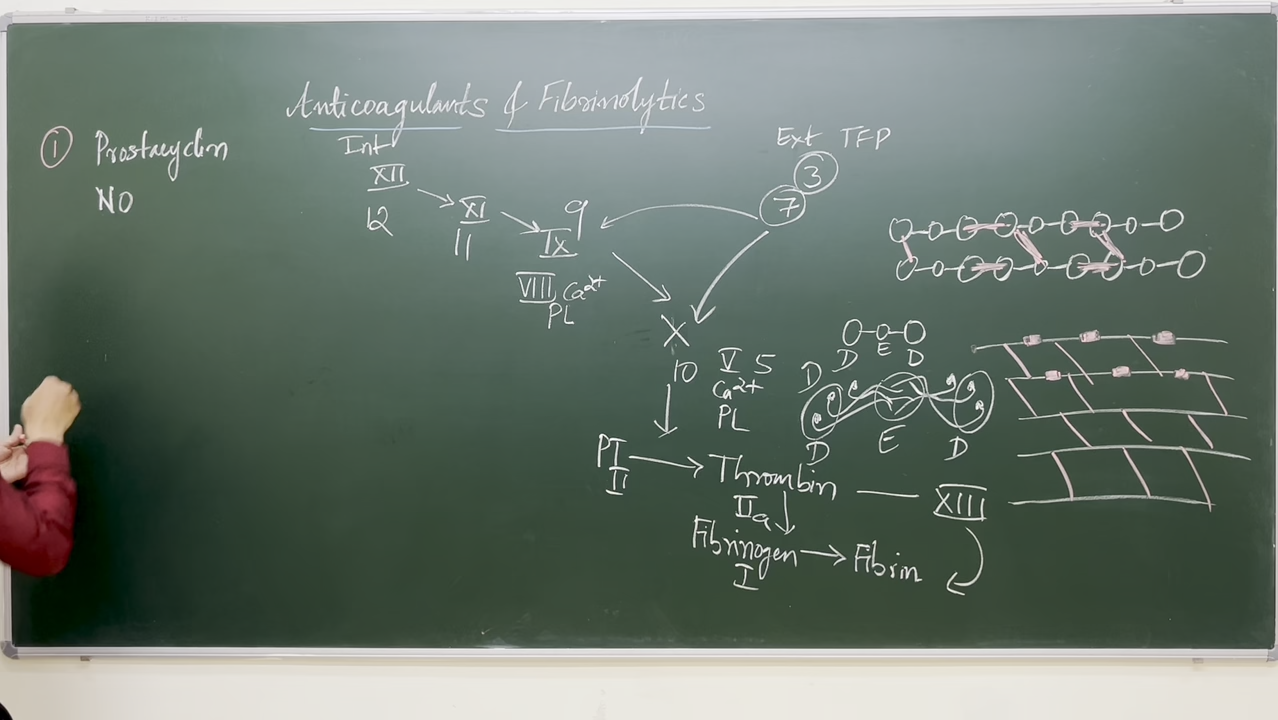 Anticoagulants & Fibrinolytics
① Prostacyclin
NO
Int
XII
12
XI
11
9
IX
VIII Ca²⁺
PL
Ext TFP
3
7
X
10
V 5
Ca²⁺
PL
D E D
D
D E D
PT → Thrombin — XIII
II
IIa
Fibrinogen → Fibrin
I